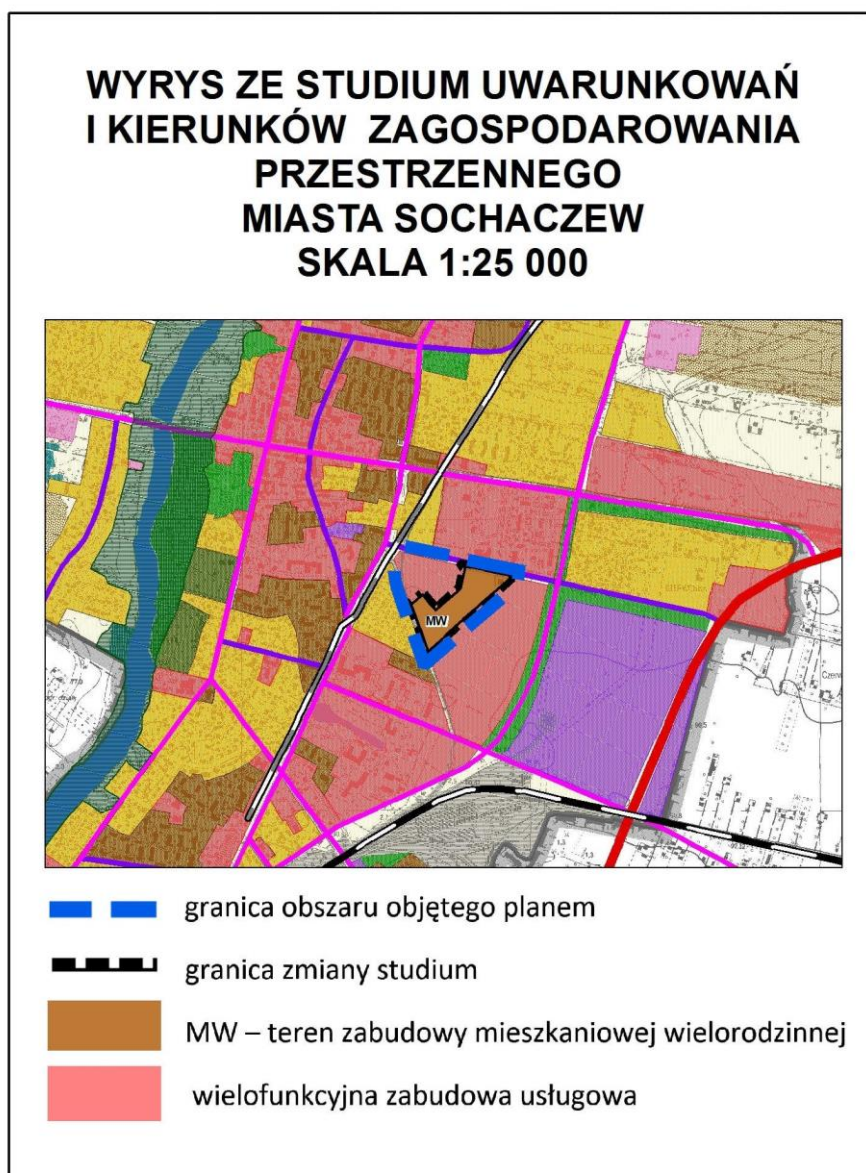 WYRYS ZE STUDIUM UWARUNKOWAŃ
I KIERUNKÓW ZAGOSPODAROWANIA
PRZESTRZENNEGO
MIASTA SOCHACZEW
SKALA 1:25 000
MW
granica obszaru objętego planem
granica zmiany studium
MW – teren zabudowy mieszkaniowej wielorodzinnej
wielofunkcyjna zabudowa usługowa